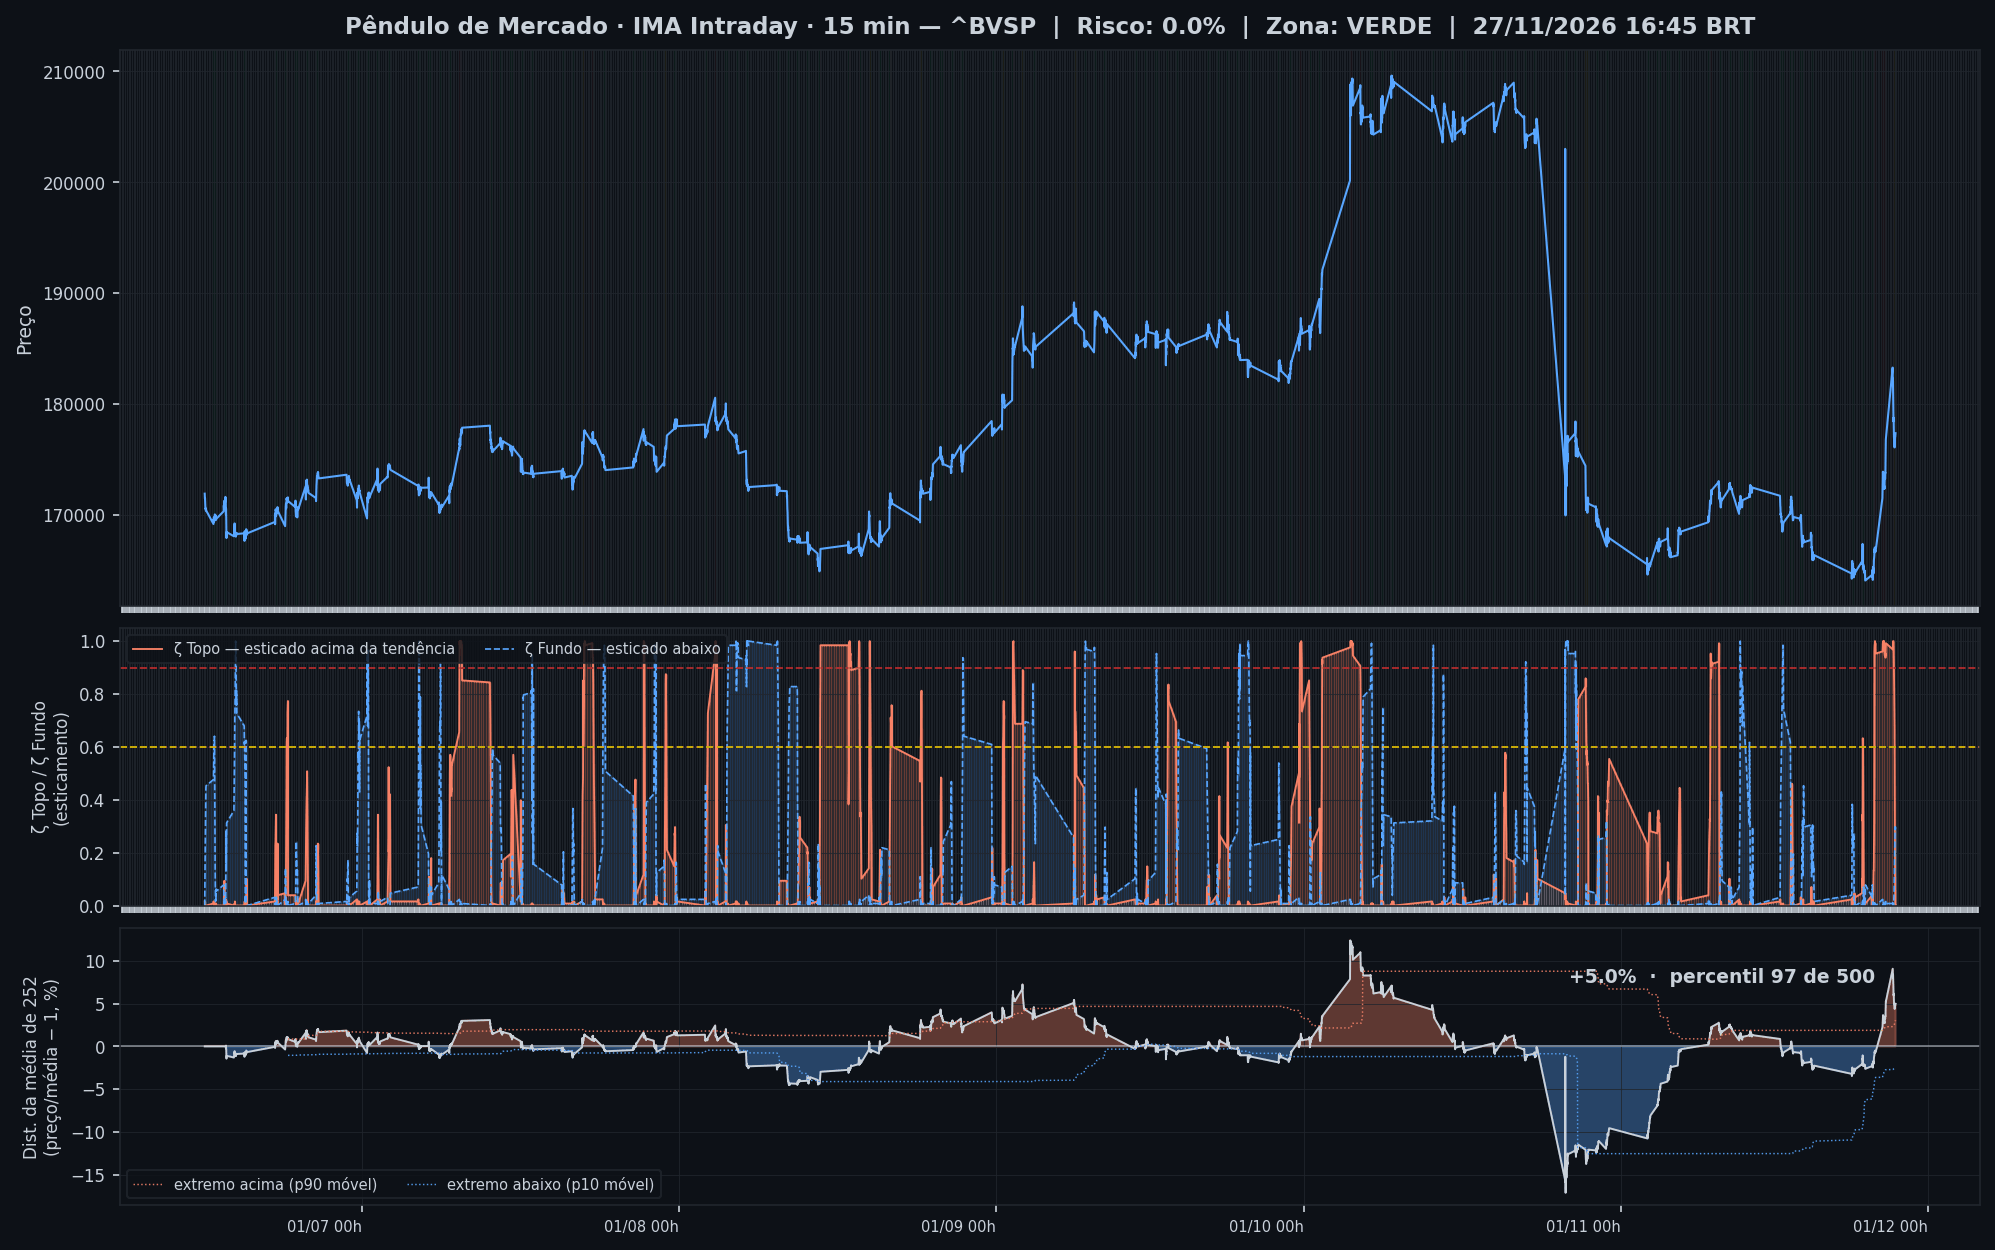 Pêndulo de Mercado · IMA Intraday · 15 min — ^BVSP | Risco: 0.0% | Zona: VERDE | 27/11/2026 16:45 BRT
Preço
210000
200000
190000
180000
170000
ζ Topo / ζ Fundo
(esticamento)
1.0
0.8
0.6
0.4
0.2
0.0
ζ Topo — esticado acima da tendência
ζ Fundo — esticado abaixo
Dist. da média de 252
(preço/média − 1, %)
10
5
0
−5
−10
−15
+5.0% · percentil 97 de 500
extremo acima (p90 móvel)
extremo abaixo (p10 móvel)
01/07 00h
01/08 00h
01/09 00h
01/10 00h
01/11 00h
01/12 00h